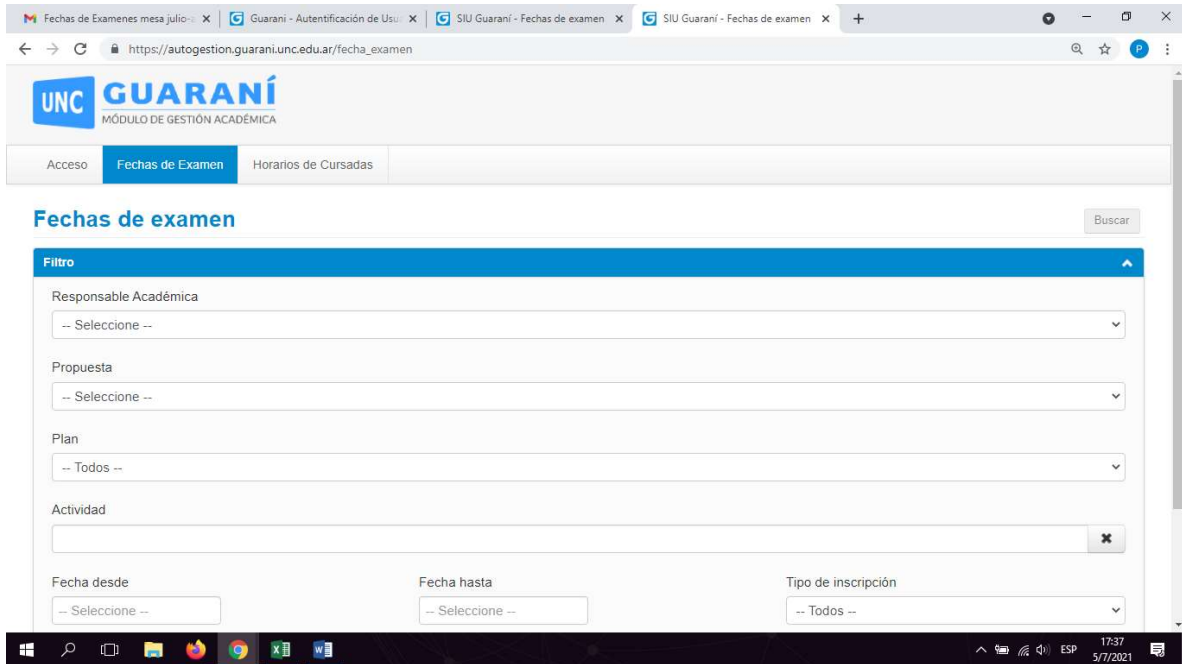 Fechas de Examenes mesa julio-a
Guarani - Autentificación de Usu
SIU Guaraní - Fechas de examen
SIU Guaraní - Fechas de examen
https://autogestion.guarani.unc.edu.ar/fecha_examen
P
UNC
GUARANÍ
MÓDULO DE GESTIÓN ACADÉMICA
Acceso Fechas de Examen Horarios de Cursadas
Fechas de examen
Buscar
Filtro
Responsable Académica
-- Seleccione --
Propuesta
-- Seleccione --
Plan
-- Todos --
Actividad
Fecha desde Fecha hasta Tipo de inscripción
-- Seleccione -- -- Seleccione -- -- Todos --
ESP
17:37
5/7/2021